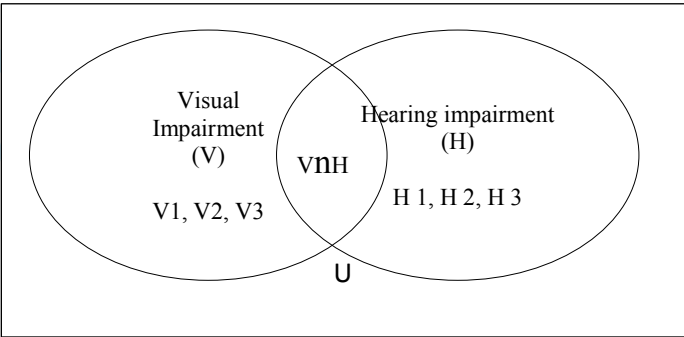 Visual
Impairment
(V)
V1, V2, V3
VnH
Hearing impairment
(H)
H 1, H 2, H 3
U